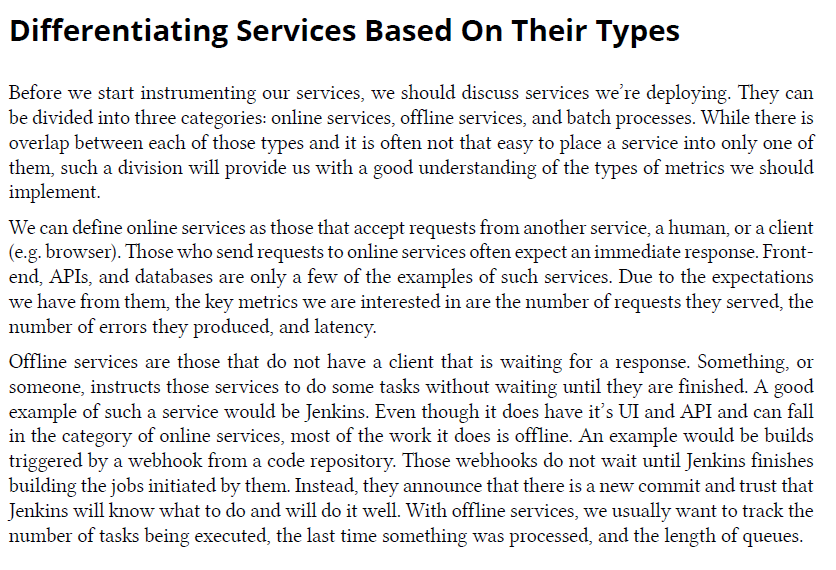 Differentiating Services Based On Their Types
Before we start instrumenting our services, we should discuss services we’re deploying. They can
be divided into three categories: online services, offline services, and batch processes. While there is
overlap between each of those types and it is often not that easy to place a service into only one of
them, such a division will provide us with a good understanding of the types of metrics we should
implement.
We can define online services as those that accept requests from another service, a human, or a client
(e.g. browser). Those who send requests to online services often expect an immediate response. Front-
end, APIs, and databases are only a few of the examples of such services. Due to the expectations
we have from them, the key metrics we are interested in are the number of requests they served, the
number of errors they produced, and latency.
Offline services are those that do not have a client that is waiting for a response. Something, or
someone, instructs those services to do some tasks without waiting until they are finished. A good
example of such a service would be Jenkins. Even though it does have it’s UI and API and can fall
in the category of online services, most of the work it does is offline. An example would be builds
triggered by a webhook from a code repository. Those webhooks do not wait until Jenkins finishes
building the jobs initiated by them. Instead, they announce that there is a new commit and trust that
Jenkins will know what to do and will do it well. With offline services, we usually want to track the
number of tasks being executed, the last time something was processed, and the length of queues.